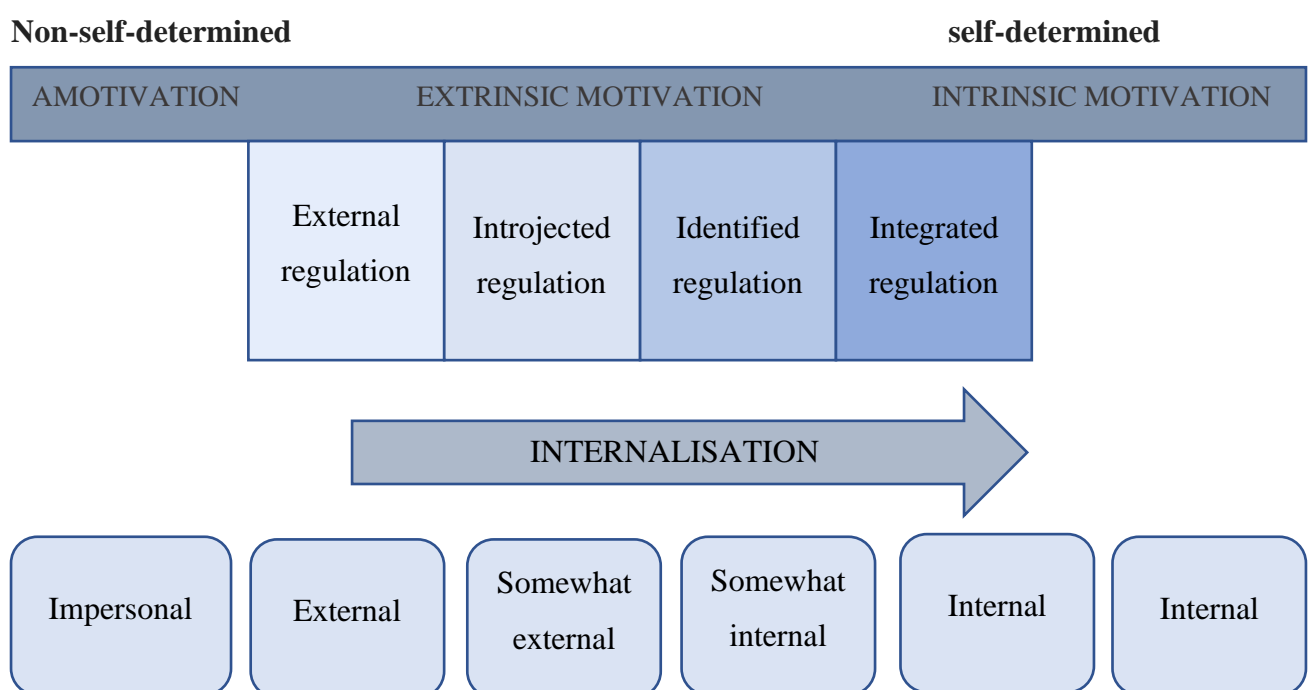 Non-self-determined self-determined
AMOTIVATION EXTRINSIC MOTIVATION INTRINSIC MOTIVATION
External
regulation
Introjected
regulation
Identified
regulation
Integrated
regulation
INTERNALISATION
Impersonal
External
Somewhat
external
Somewhat
internal
Internal
Internal